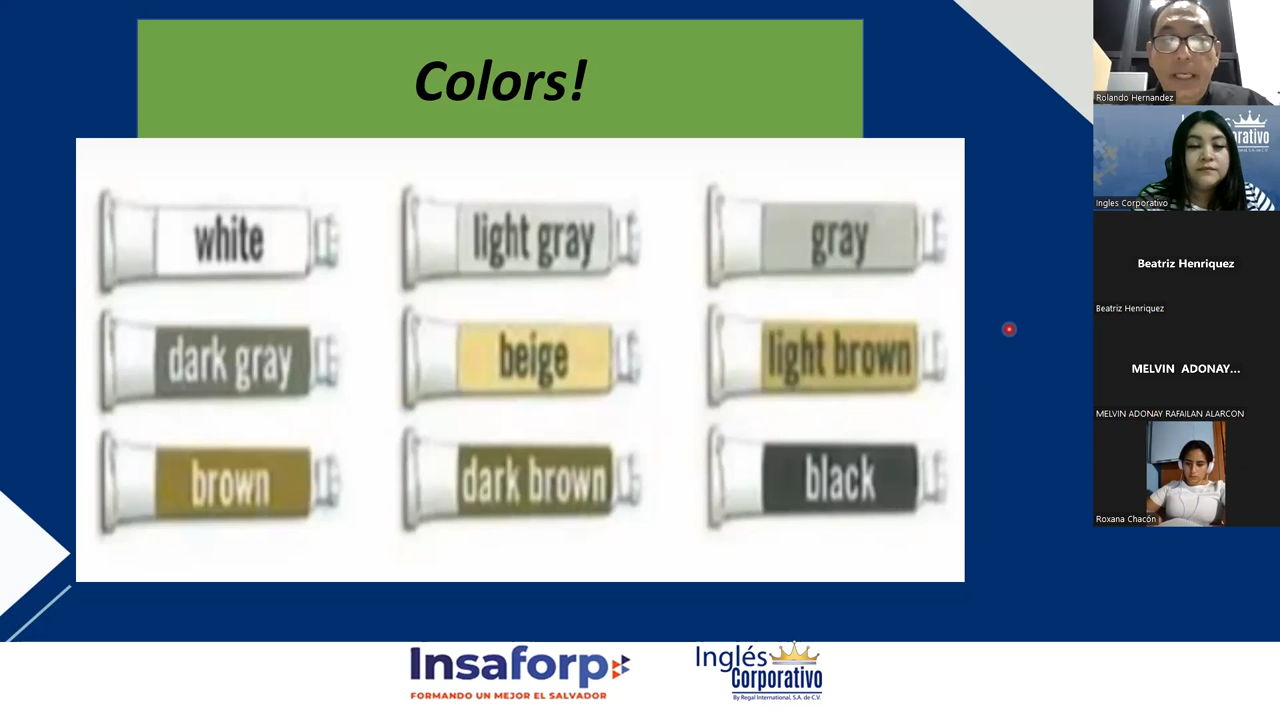 Colors!
white
light gray
gray
dark gray
beige
light brown
brown
dark brown
black
Insaforp
FORMANDO UN MEJOR EL SALVADOR
Inglés
Corporativo
By Regal International, S.A. de C.V.
Rolando Hernandez
Ingles Corporativo
Beatriz Henriquez
Beatriz Henriquez
MELVIN ADONAY...
MELVIN ADONAY RAFAILAN ALARCON
Roxana Chacón